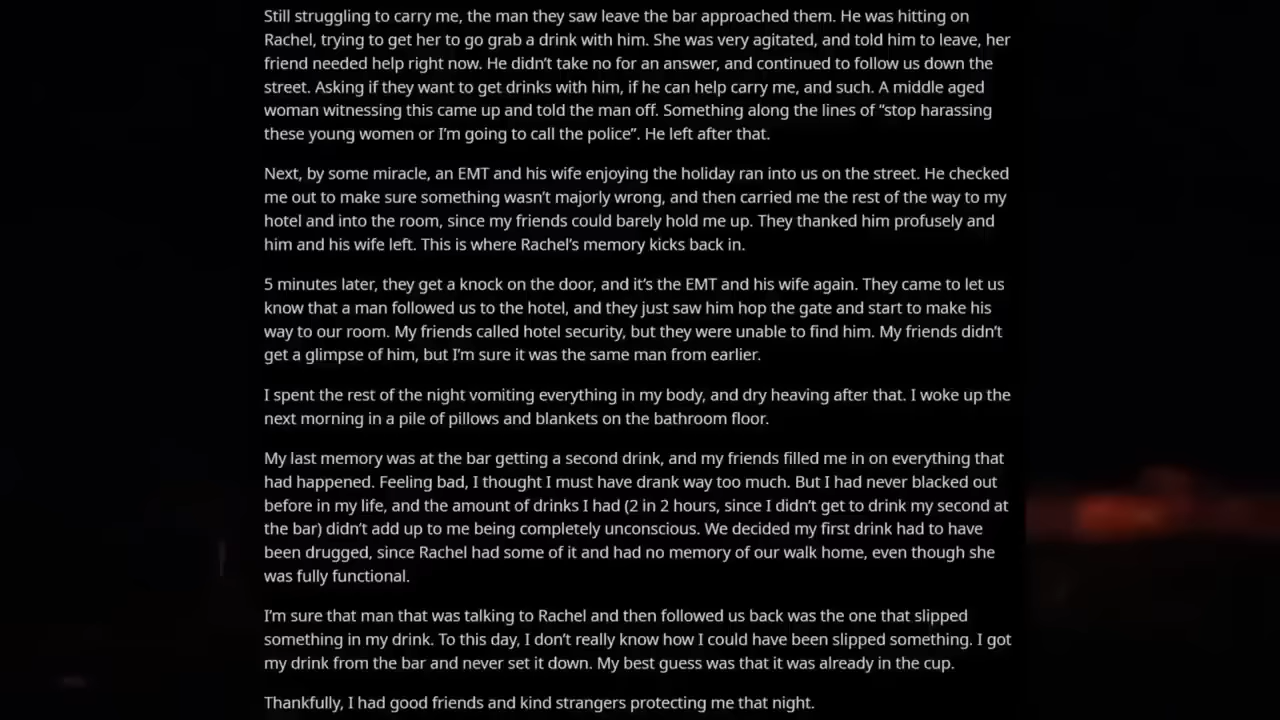 Still struggling to carry me, the man they saw leave the bar approached them. He was hitting on
Rachel, trying to get her to go grab a drink with him. She was very agitated, and told him to leave, her
friend needed help right now. He didn’t take no for an answer, and continued to follow us down the
street. Asking if they want to get drinks with him, if he can help carry me, and such. A middle aged
woman witnessing this came up and told the man off. Something along the lines of “stop harassing
these young women or I’m going to call the police”. He left after that.
Next, by some miracle, an EMT and his wife enjoying the holiday ran into us on the street. He checked
me out to make sure something wasn’t majorly wrong, and then carried me the rest of the way to my
hotel and into the room, since my friends could barely hold me up. They thanked him profusely and
him and his wife left. This is where Rachel’s memory kicks back in.
5 minutes later, they get a knock on the door, and it’s the EMT and his wife again. They came to let us
know that a man followed us to the hotel, and they just saw him hop the gate and start to make his
way to our room. My friends called hotel security, but they were unable to find him. My friends didn’t
get a glimpse of him, but I’m sure it was the same man from earlier.
I spent the rest of the night vomiting everything in my body, and dry heaving after that. I woke up the
next morning in a pile of pillows and blankets on the bathroom floor.
My last memory was at the bar getting a second drink, and my friends filled me in on everything that
had happened. Feeling bad, I thought I must have drank way too much. But I had never blacked out
before in my life, and the amount of drinks I had (2 in 2 hours, since I didn’t get to drink my second at
the bar) didn’t add up to me being completely unconscious. We decided my first drink had to have
been drugged, since Rachel had some of it and had no memory of our walk home, even though she
was fully functional.
I’m sure that man that was talking to Rachel and then followed us back was the one that slipped
something in my drink. To this day, I don’t really know how I could have been slipped something. I got
my drink from the bar and never set it down. My best guess was that it was already in the cup.
Thankfully, I had good friends and kind strangers protecting me that night.